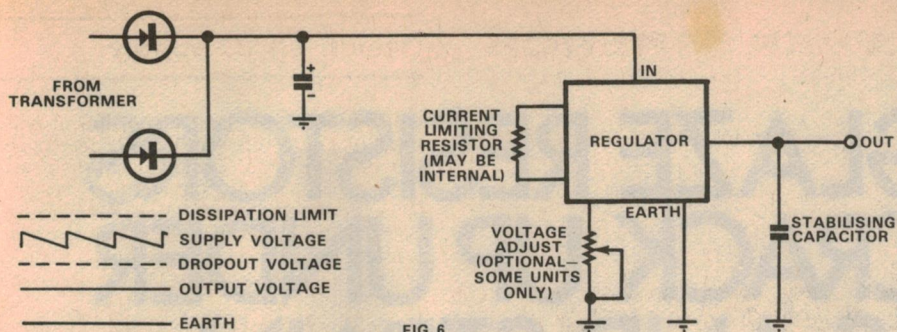 FROM
TRANSFORMER
IN
CURRENT
LIMITING
RESISTOR
(MAY BE
INTERNAL)
REGULATOR
OUT
EARTH
DISSIPATION LIMIT
SUPPLY VOLTAGE
DROPOUT VOLTAGE
OUTPUT VOLTAGE
EARTH
VOLTAGE
ADJUST
(OPTIONAL—
SOME UNITS
ONLY)
STABILISING
CAPACITOR
FIG 6